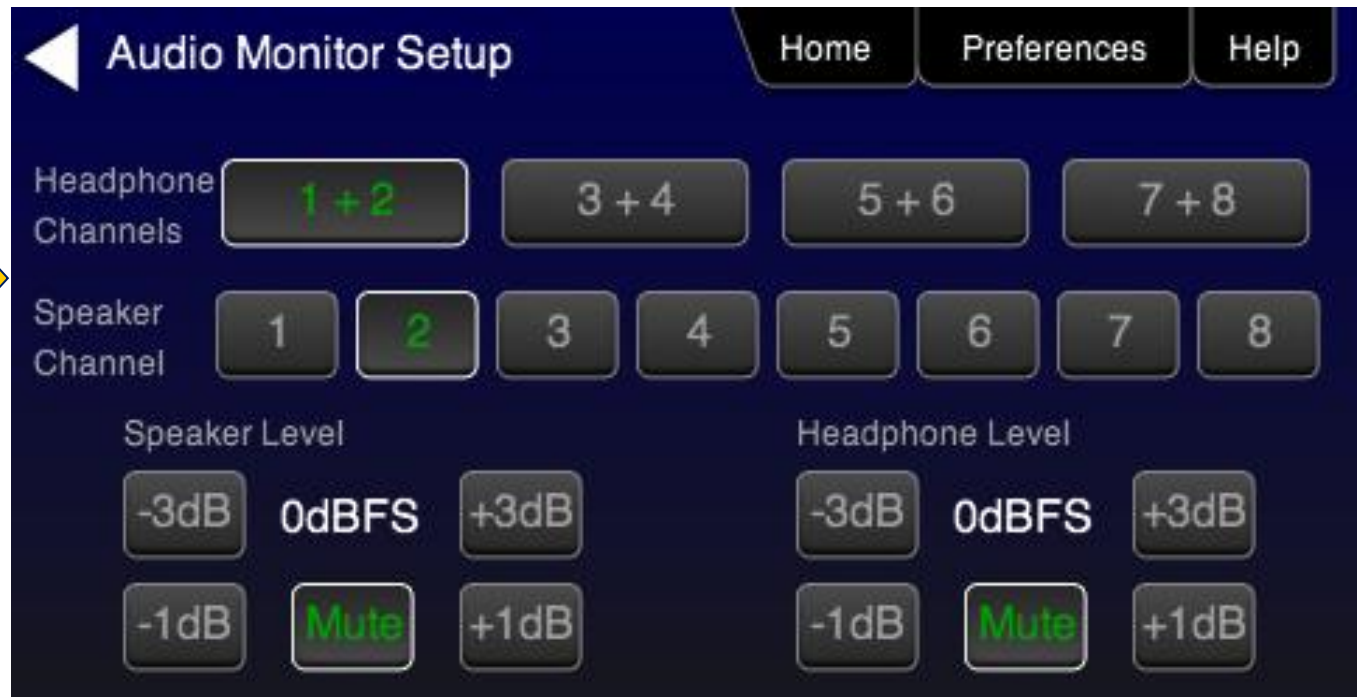 Audio Monitor Setup Home Preferences Help
Headphone
Channels
1 + 2 3 + 4 5 + 6 7 + 8
Speaker
Channel
1 2 3 4 5 6 7 8
Speaker Level Headphone Level
-3dB 0dBFS +3dB -3dB 0dBFS +3dB
-1dB Mute +1dB -1dB Mute +1dB